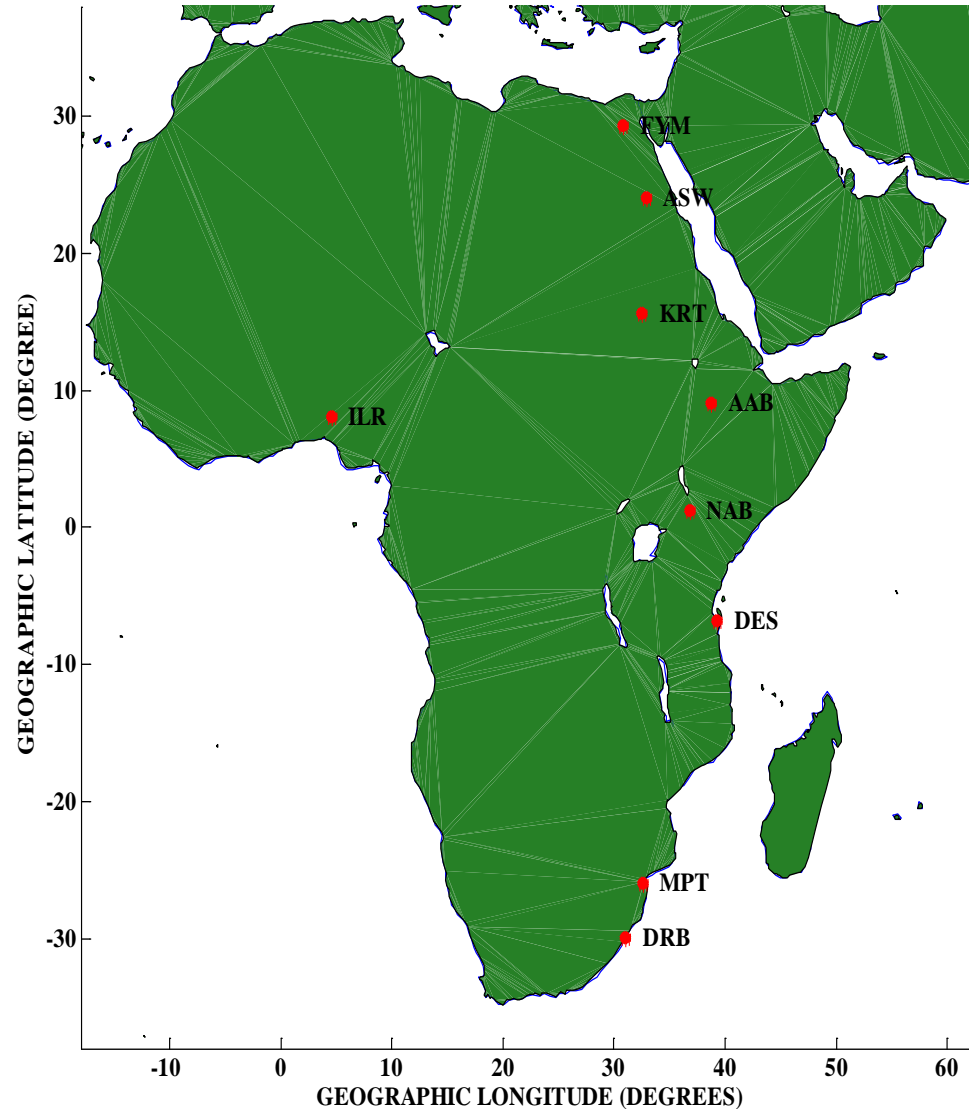 30
FYM
ASW
20
KRT
10
AAB
ILR
NAB
0
DES
-10
-20
MPT
-30
DRB
GEOGRAPHIC LATITUDE (DEGREE)
-10 0 10 20 30 40 50 60
GEOGRAPHIC LONGITUDE (DEGREES)